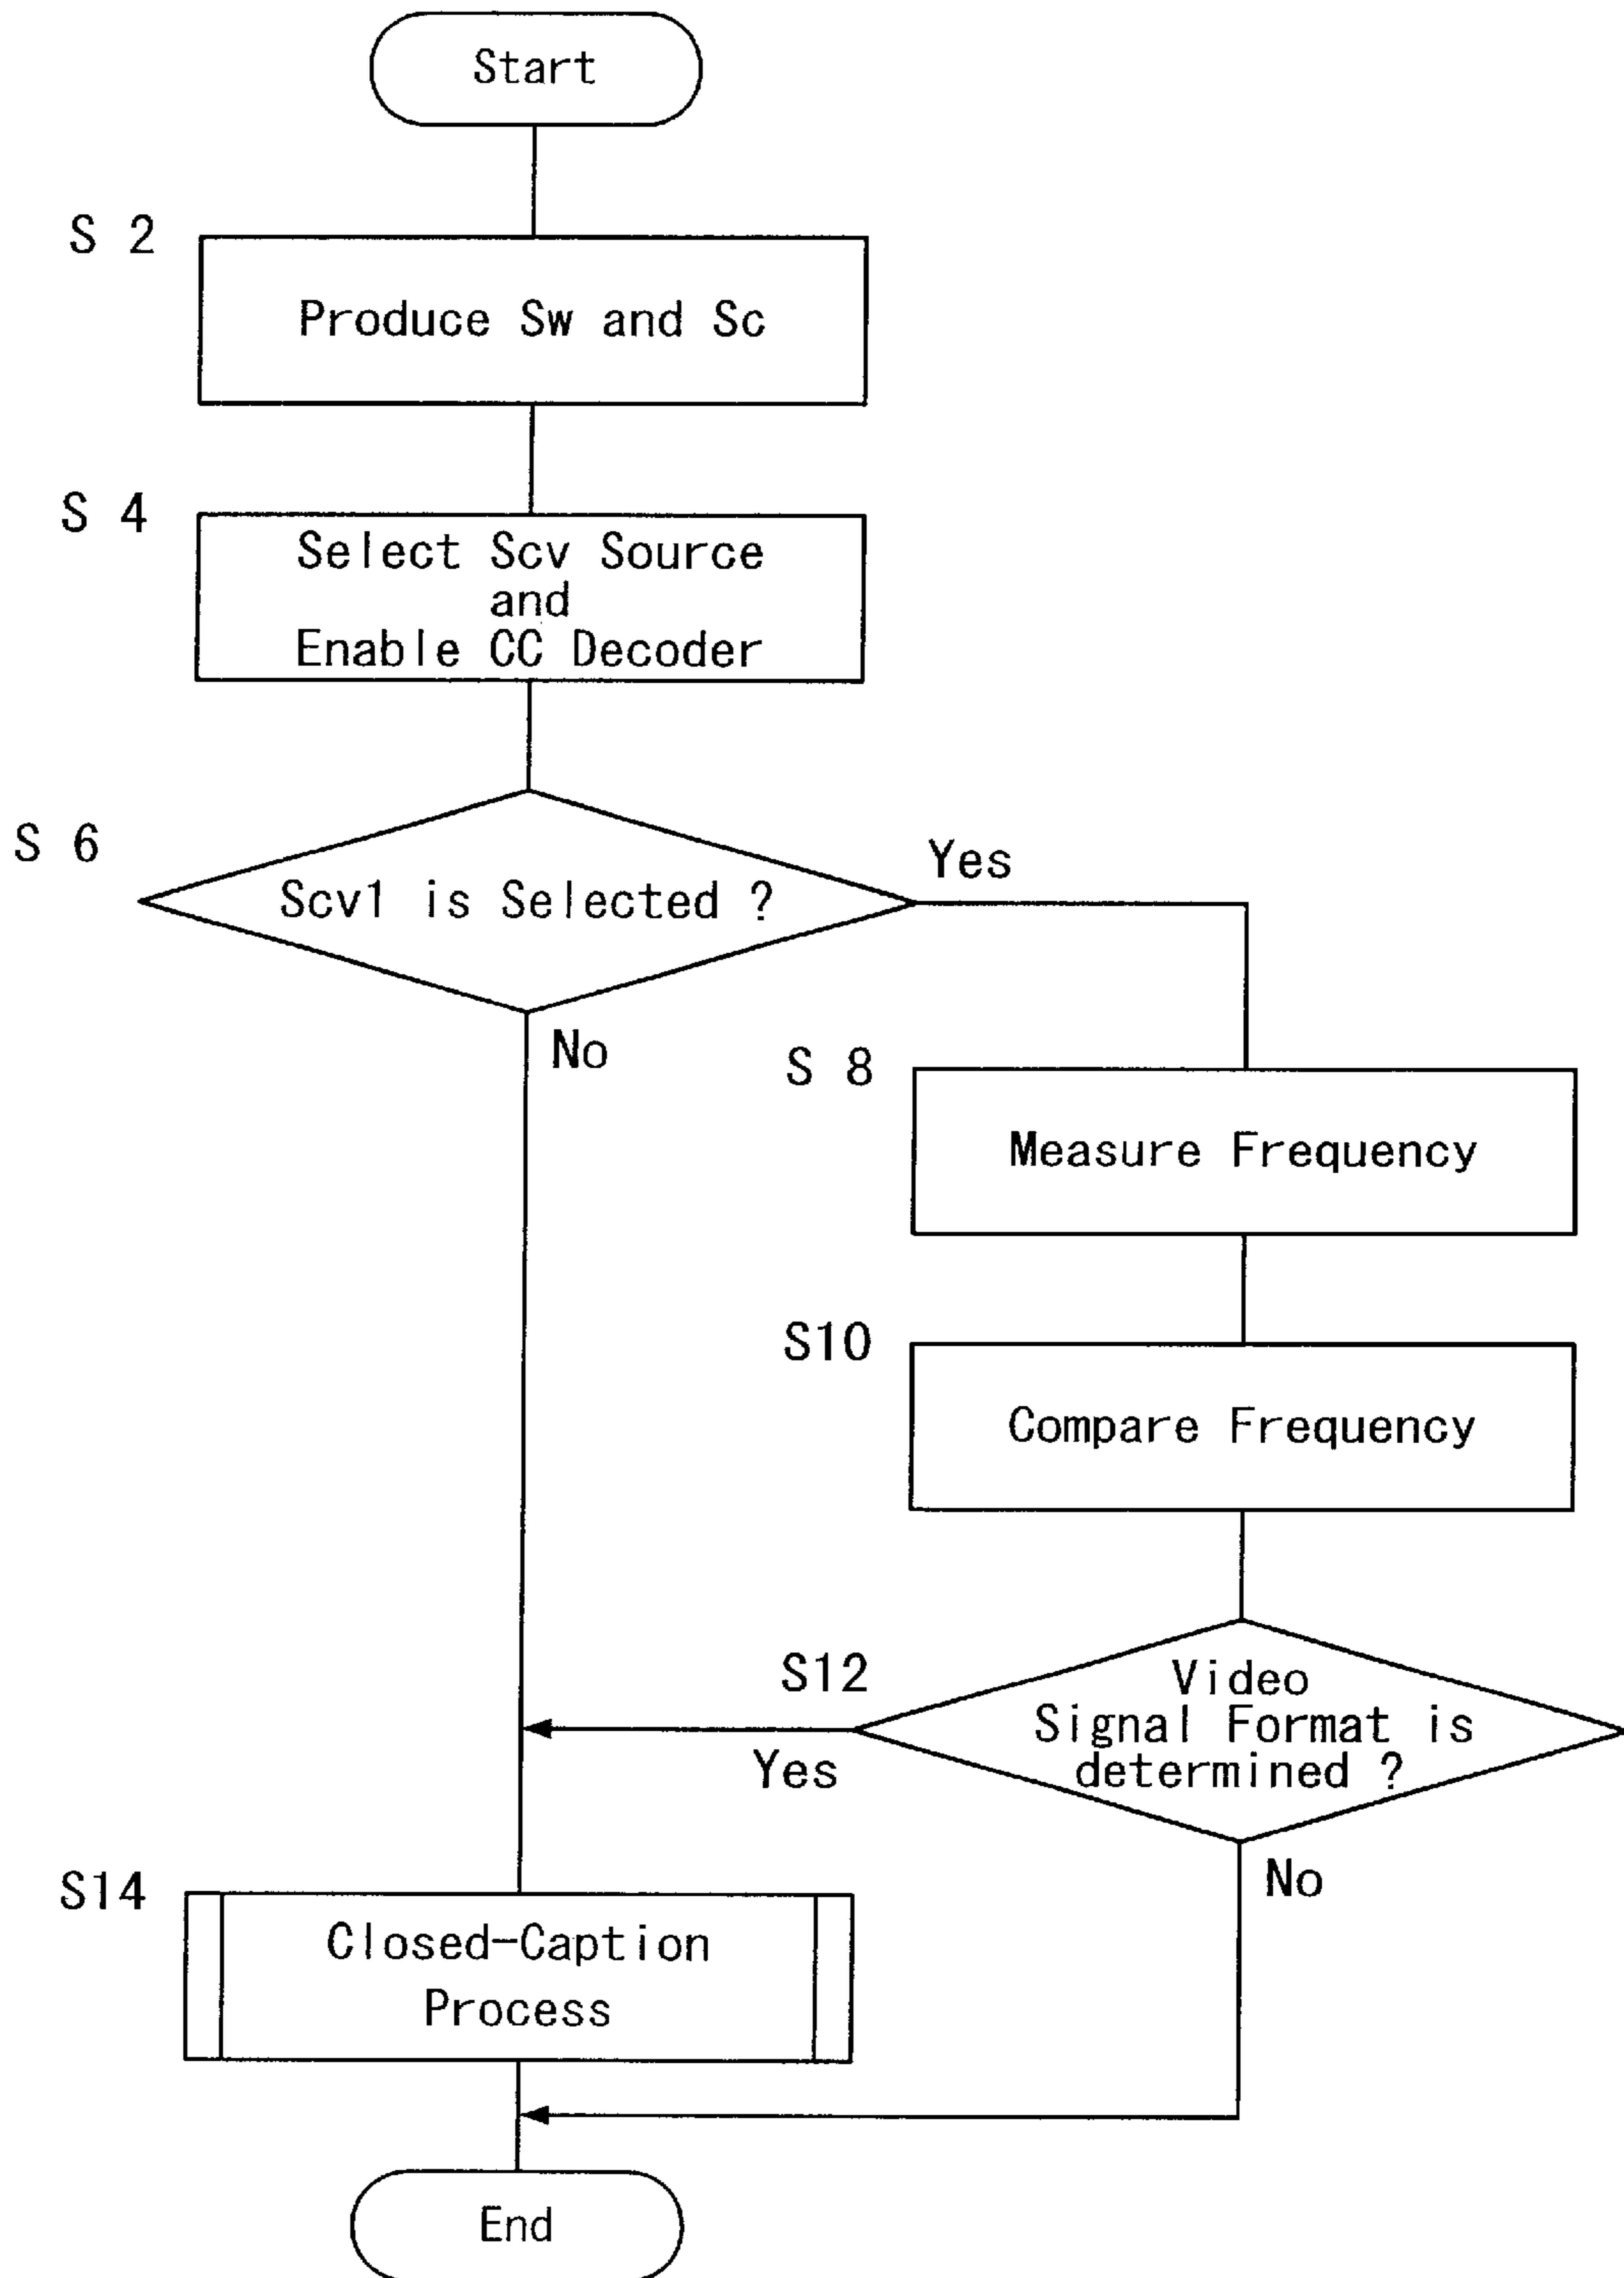 Start
S 2
Produce Sw and Sc
S 4
Select Scv Source
and
Enable CC Decoder
S 6
Scv1 is Selected ?
Yes
No
S 8
Measure Frequency
S10
Compare Frequency
S12
Video
Signal Format is
determined ?
Yes
No
S14
Closed-Caption
Process
End